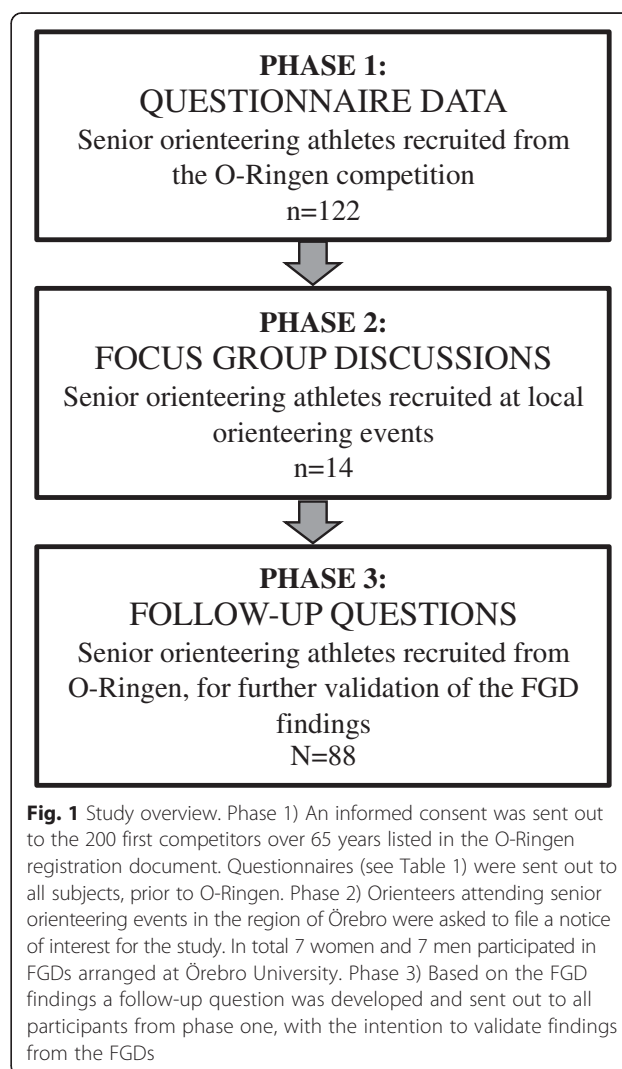 PHASE 1:
QUESTIONNAIRE DATA
Senior orienteering athletes recruited from
the O-Ringen competition
n=122
PHASE 2:
FOCUS GROUP DISCUSSIONS
Senior orienteering athletes recruited at local
orienteering events
n=14
PHASE 3:
FOLLOW-UP QUESTIONS
Senior orienteering athletes recruited from
O-Ringen, for further validation of the FGD
findings
N=88
Fig. 1 Study overview. Phase 1) An informed consent was sent out
to the 200 first competitors over 65 years listed in the O-Ringen
registration document. Questionnaires (see Table 1) were sent out to
all subjects, prior to O-Ringen. Phase 2) Orienteers attending senior
orienteering events in the region of Örebro were asked to file a notice
of interest for the study. In total 7 women and 7 men participated in
FGDs arranged at Örebro University. Phase 3) Based on the FGD
findings a follow-up question was developed and sent out to all
participants from phase one, with the intention to validate findings
from the FGDs